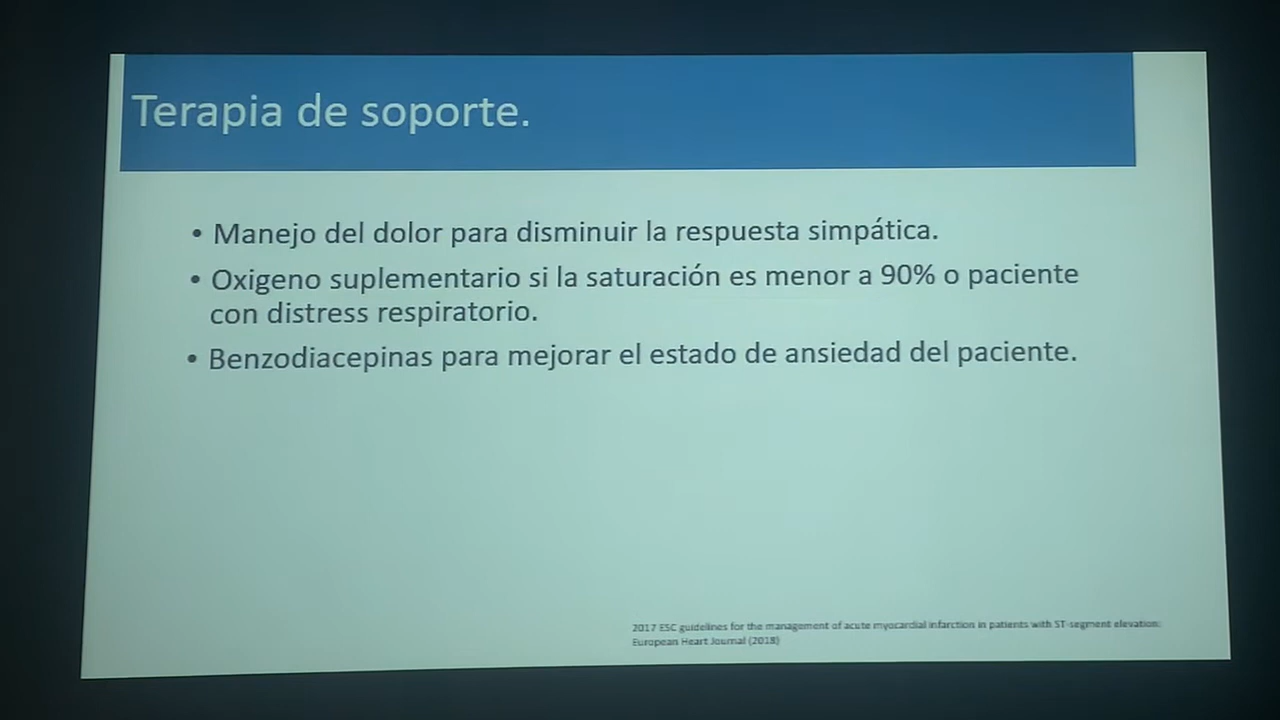 Terapia de soporte.
• Manejo del dolor para disminuir la respuesta simpática.
• Oxigeno suplementario si la saturación es menor a 90% o paciente
con distress respiratorio.
• Benzodiacepinas para mejorar el estado de ansiedad del paciente.
2017 ESC guidelines for the management of acute myocardial infarction in patients with ST-segment elevation:
European Heart Journal (2018)